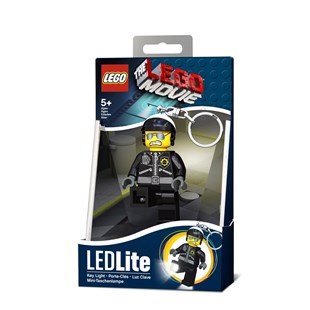 LEGO
THE
LEGO
MOVIE
5+
LEDLite
Key Light - Porte-Clés - Luz Clave
Mini-Taschenlampe